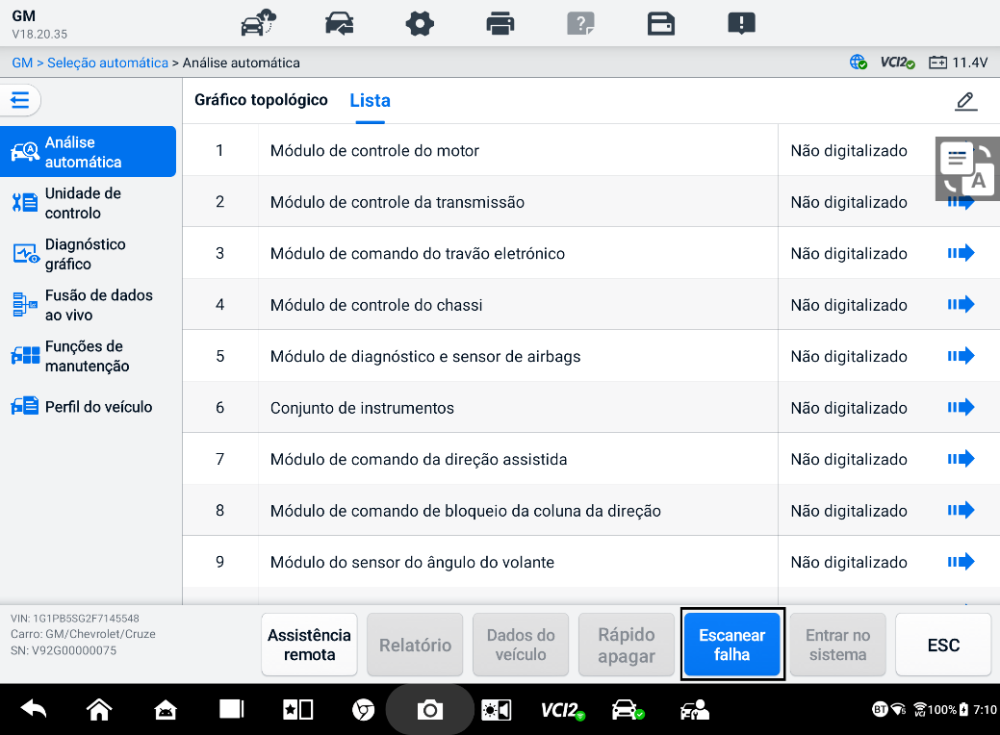 GM
V18.20.35
GM > Seleção automática > Análise automática
VCI2
11.4V
Gráfico topológico
Lista
Análise
automática
Unidade de
controlo
Diagnóstico
gráfico
Fusão de dados
ao vivo
Funções de
manutenção
Perfil do veículo
1 Módulo de controle do motor Não digitalizado
A
2 Módulo de controle da transmissão Não digitalizado
3 Módulo de comando do travão eletrónico Não digitalizado
4 Módulo de controle do chassi Não digitalizado
5 Módulo de diagnóstico e sensor de airbags Não digitalizado
6 Conjunto de instrumentos Não digitalizado
7 Módulo de comando da direção assistida Não digitalizado
8 Módulo de comando de bloqueio da coluna da direção Não digitalizado
9 Módulo do sensor do ângulo do volante Não digitalizado
VIN: 1G1PB5SG2F7145548
Carro: GM/Chevrolet/Cruze
SN: V92G00000075
Assistência
remota
Relatório
Dados do
veículo
Rápido
apagar
Escanear
falha
Entrar no
sistema
ESC
VCI2
BT
VCI
100%
7:10